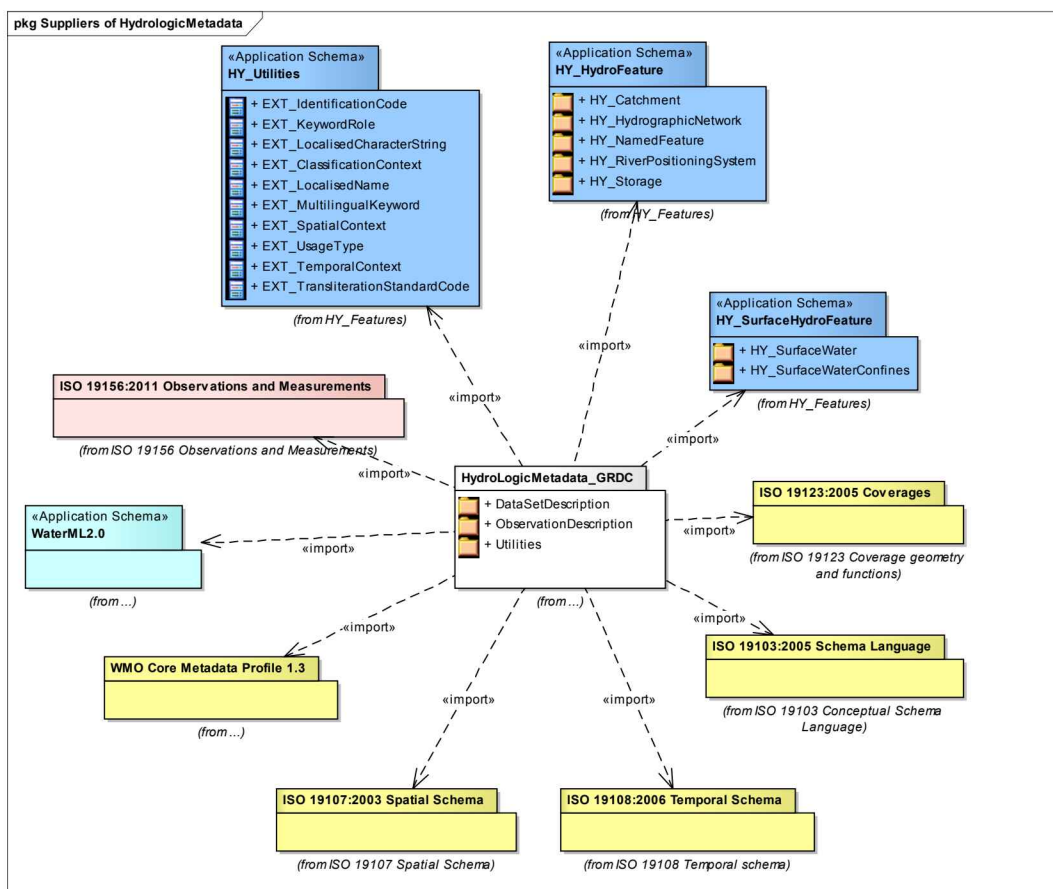 pkg Suppliers of HydrologicMetadata
«Application Schema»
HY_Utilities
+ EXT_IdentificationCode
+ EXT_KeywordRole
+ EXT_LocalisedCharacterString
+ EXT_ClassificationContext
+ EXT_LocalisedName
+ EXT_MultilingualKeyword
+ EXT_SpatialContext
+ EXT_UsageType
+ EXT_TemporalContext
+ EXT_TransliterationStandardCode
(from HY_Features)
«Application Schema»
HY_HydroFeature
+ HY_Catchment
+ HY_HydrographicNetwork
+ HY_NamedFeature
+ HY_RiverPositioningSystem
+ HY_Storage
(from HY_Features)
«Application Schema»
HY_SurfaceHydroFeature
+ HY_SurfaceWater
+ HY_SurfaceWaterConfines
(from HY_Features)
«import»
«import»
«import»
ISO 19156:2011 Observations and Measurements
(from ISO 19156 Observations and Measurements)
«import»
HydroLogicMetadata_GRDC
+ DataSetDescription
+ ObservationDescription
+ Utilities
(from ...)
ISO 19123:2005 Coverages
(from ISO 19123 Coverage geometry
and functions)
«import»
«Application Schema»
WaterML2.0
(from ...)
«import»
«import»
«import»
WMO Core Metadata Profile 1.3
(from ...)
ISO 19103:2005 Schema Language
(from ISO 19103 Conceptual Schema
Language)
«import»
«import»
ISO 19107:2003 Spatial Schema
(from ISO 19107 Spatial Schema)
ISO 19108:2006 Temporal Schema
(from ISO 19108 Temporal schema)